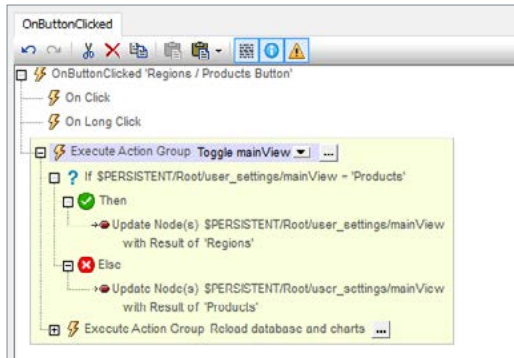 OnButtonClicked
OnButtonClicked 'Regions / Products Button'
On Click
On Long Click
Execute Action Group Toggle mainView ...
If $PERSISTENT/Root/user_settings/mainView = 'Products'
Then
Update Node(s) $PERSISTENT/Root/user_settings/mainView
with Result of 'Regions'
Else
Update Node(s) $PERSISTENT/Root/user_settings/mainView
with Result of 'Products'
Execute Action Group Reload database and charts ...